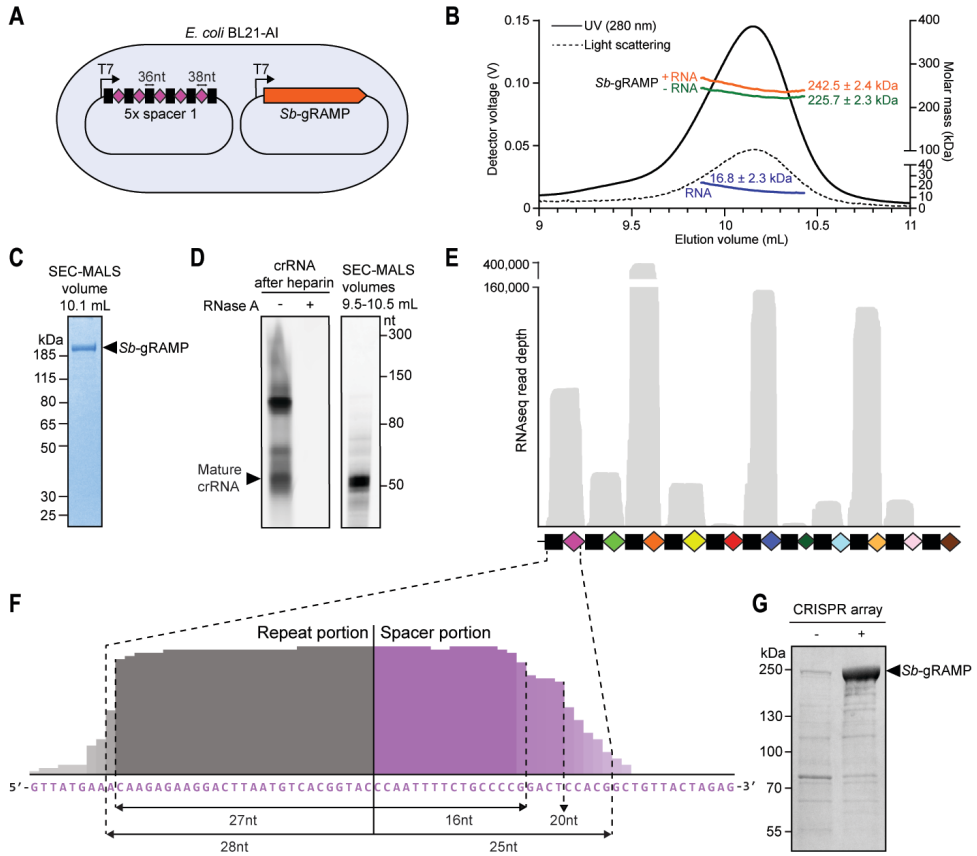 A
E. coli BL21-AI
T7
36nt
38nt
T7
5x spacer 1
Sb-gRAMP
B
UV (280 nm)
Light scattering
Detector voltage (V)
0.15
0.10
0.05
0
Sb-gRAMP
+RNA
- RNA
242.5 ± 2.4 kDa
225.7 ± 2.3 kDa
16.8 ± 2.3 kDa
RNA
Molar mass (kDa)
400
300
200
100
40
30
20
10
0
9
9.5
10
10.5
11
Elution volume (mL)
C
SEC-MALS
volume
10.1 mL
kDa
185
115
80
65
50
30
25
Sb-gRAMP
D
crRNA
after heparin
RNase A
-
+
SEC-MALS
volumes
9.5-10.5 mL
nt
300
150
80
50
Mature
crRNA
E
400,000
160,000
RNAseq read depth
F
Repeat portion
Spacer portion
5'-GTTATGAAACAAGAGAAGGACTTAATGTCACGGTACCCAATTTTCTGCCCCGGACTCCACGGCTGTTACTAGAG-3'
27nt
16nt
20nt
28nt
25nt
G
CRISPR array
-
+
kDa
250
130
100
70
55
Sb-gRAMP